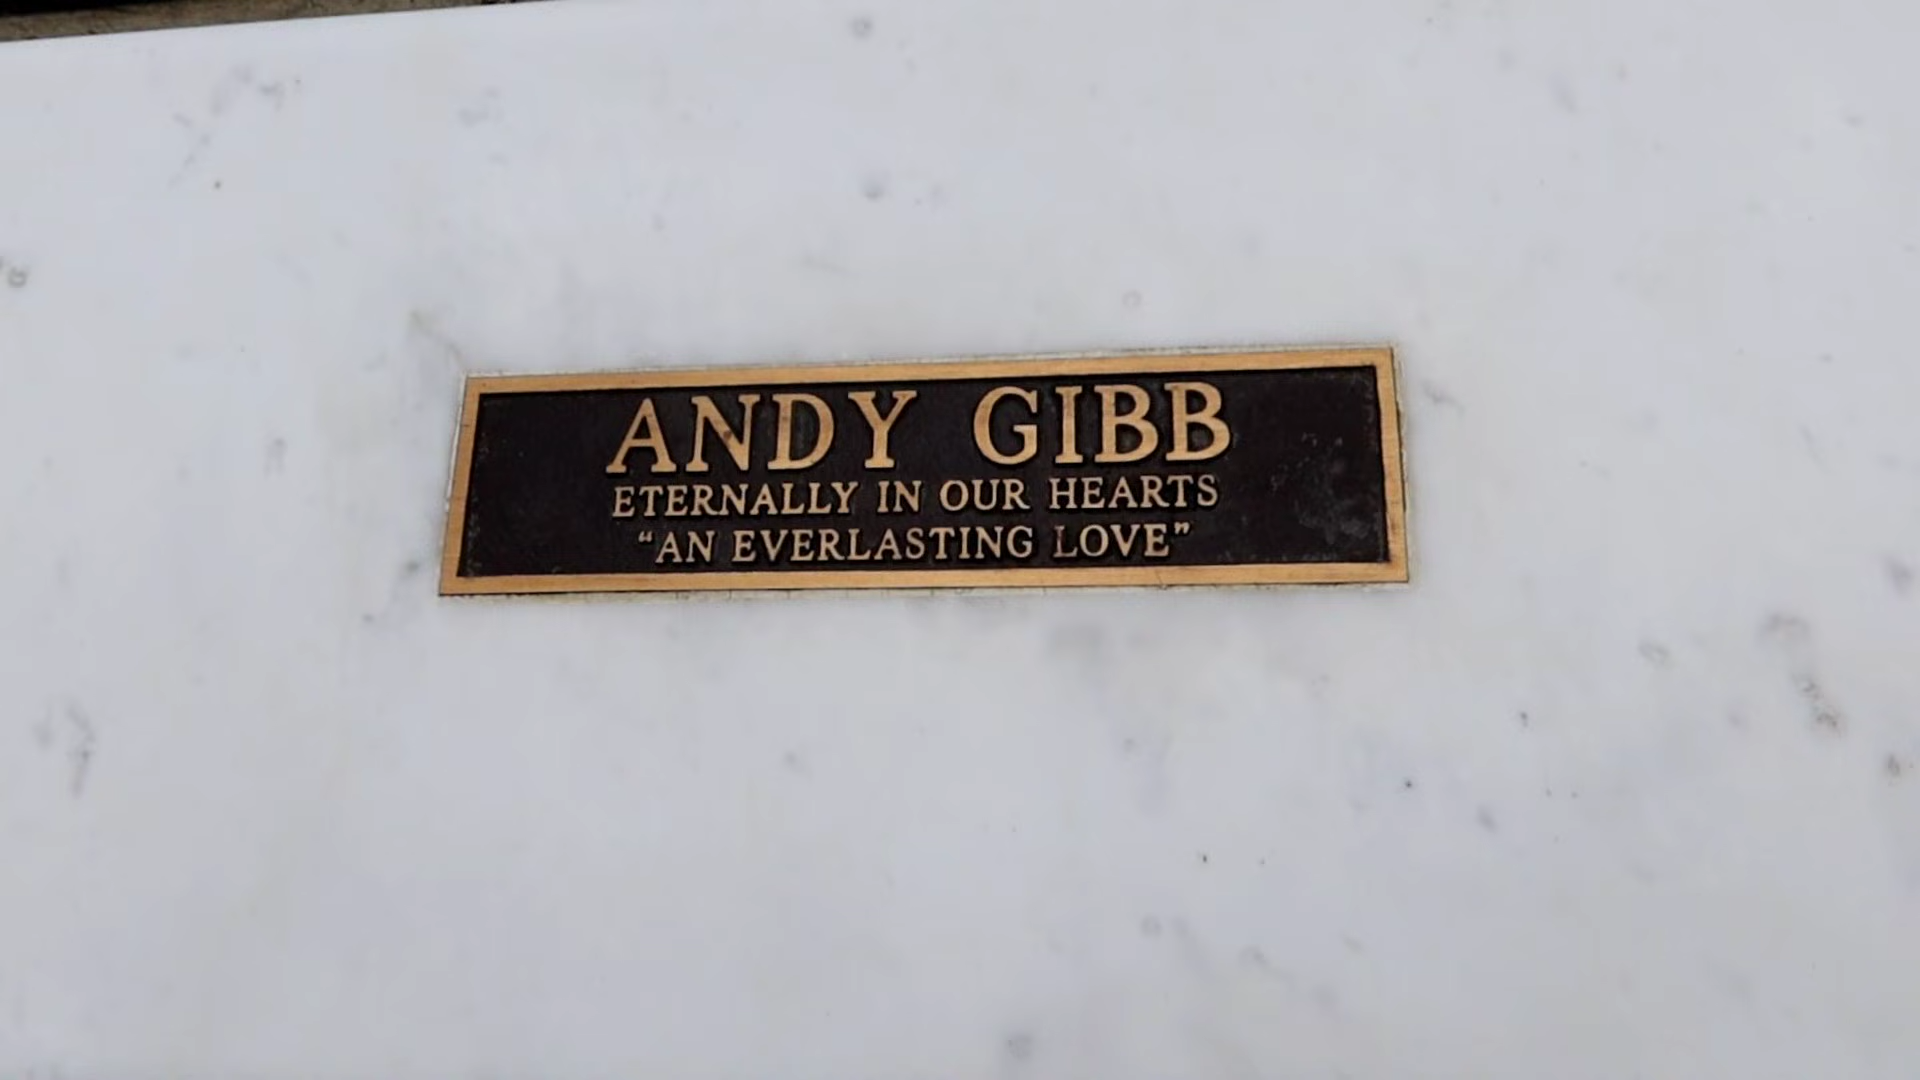 ANDY GIBB
ETERNALLY IN OUR HEARTS
“AN EVERLASTING LOVE”